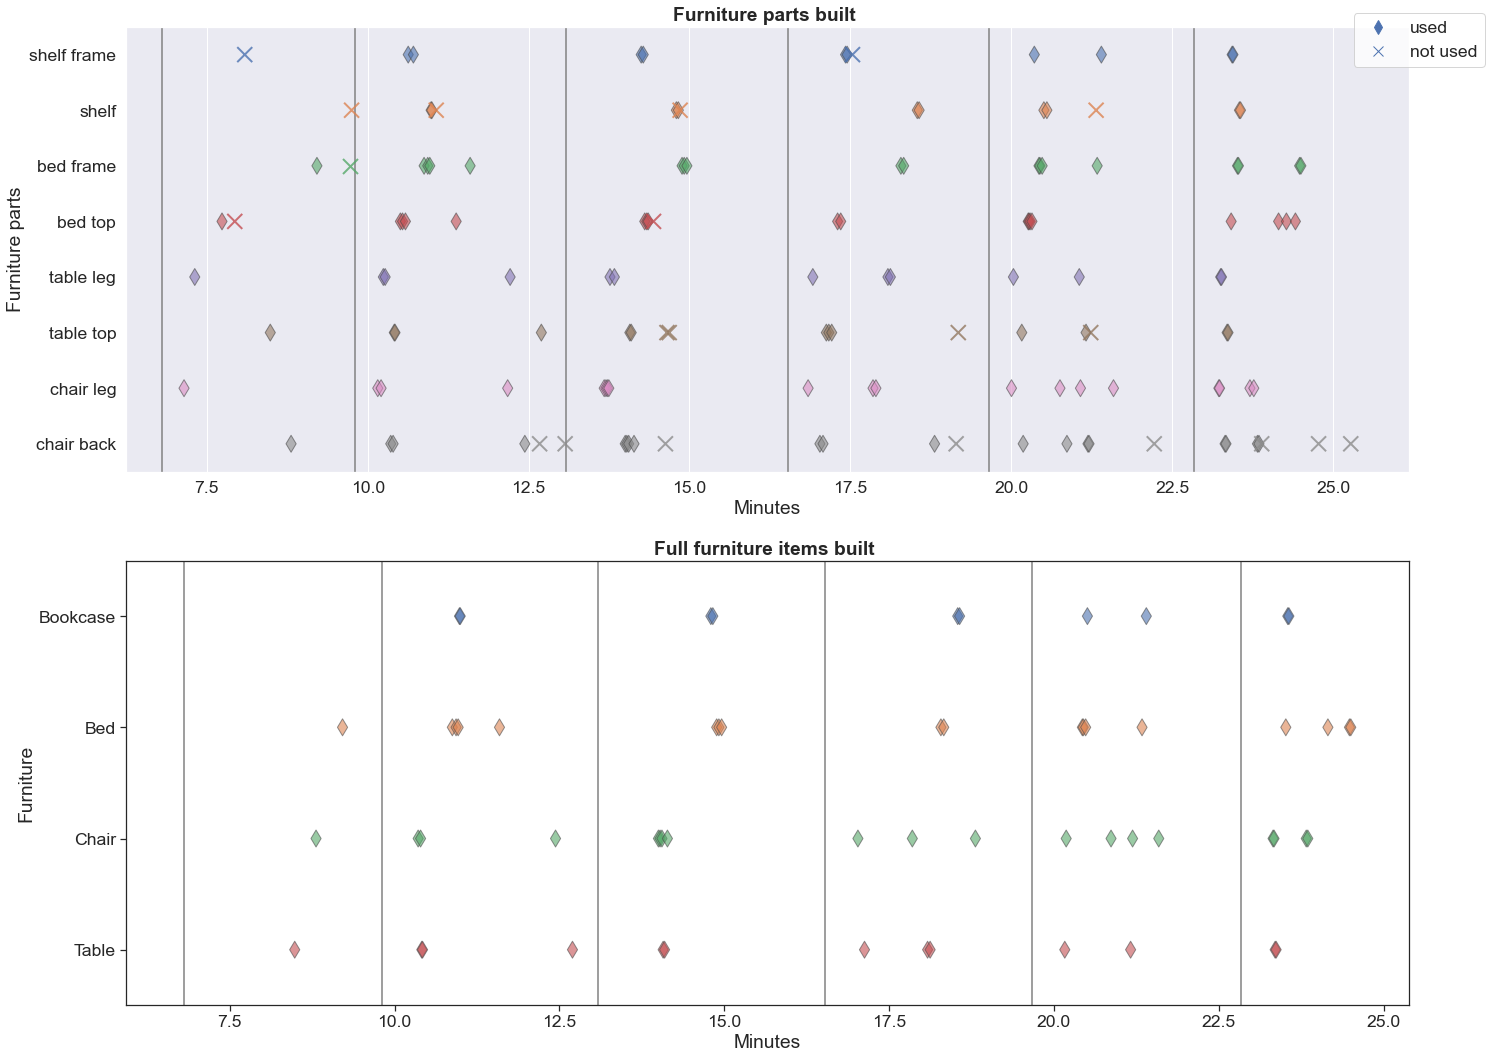 Furniture parts built
used
not used
Furniture parts
shelf frame
shelf
bed frame
bed top
table leg
table top
chair leg
chair back
7.5 10.0 12.5 15.0 17.5 20.0 22.5 25.0
Minutes
Full furniture items built
Furniture
Bookcase
Bed
Chair
Table
7.5 10.0 12.5 15.0 17.5 20.0 22.5 25.0
Minutes